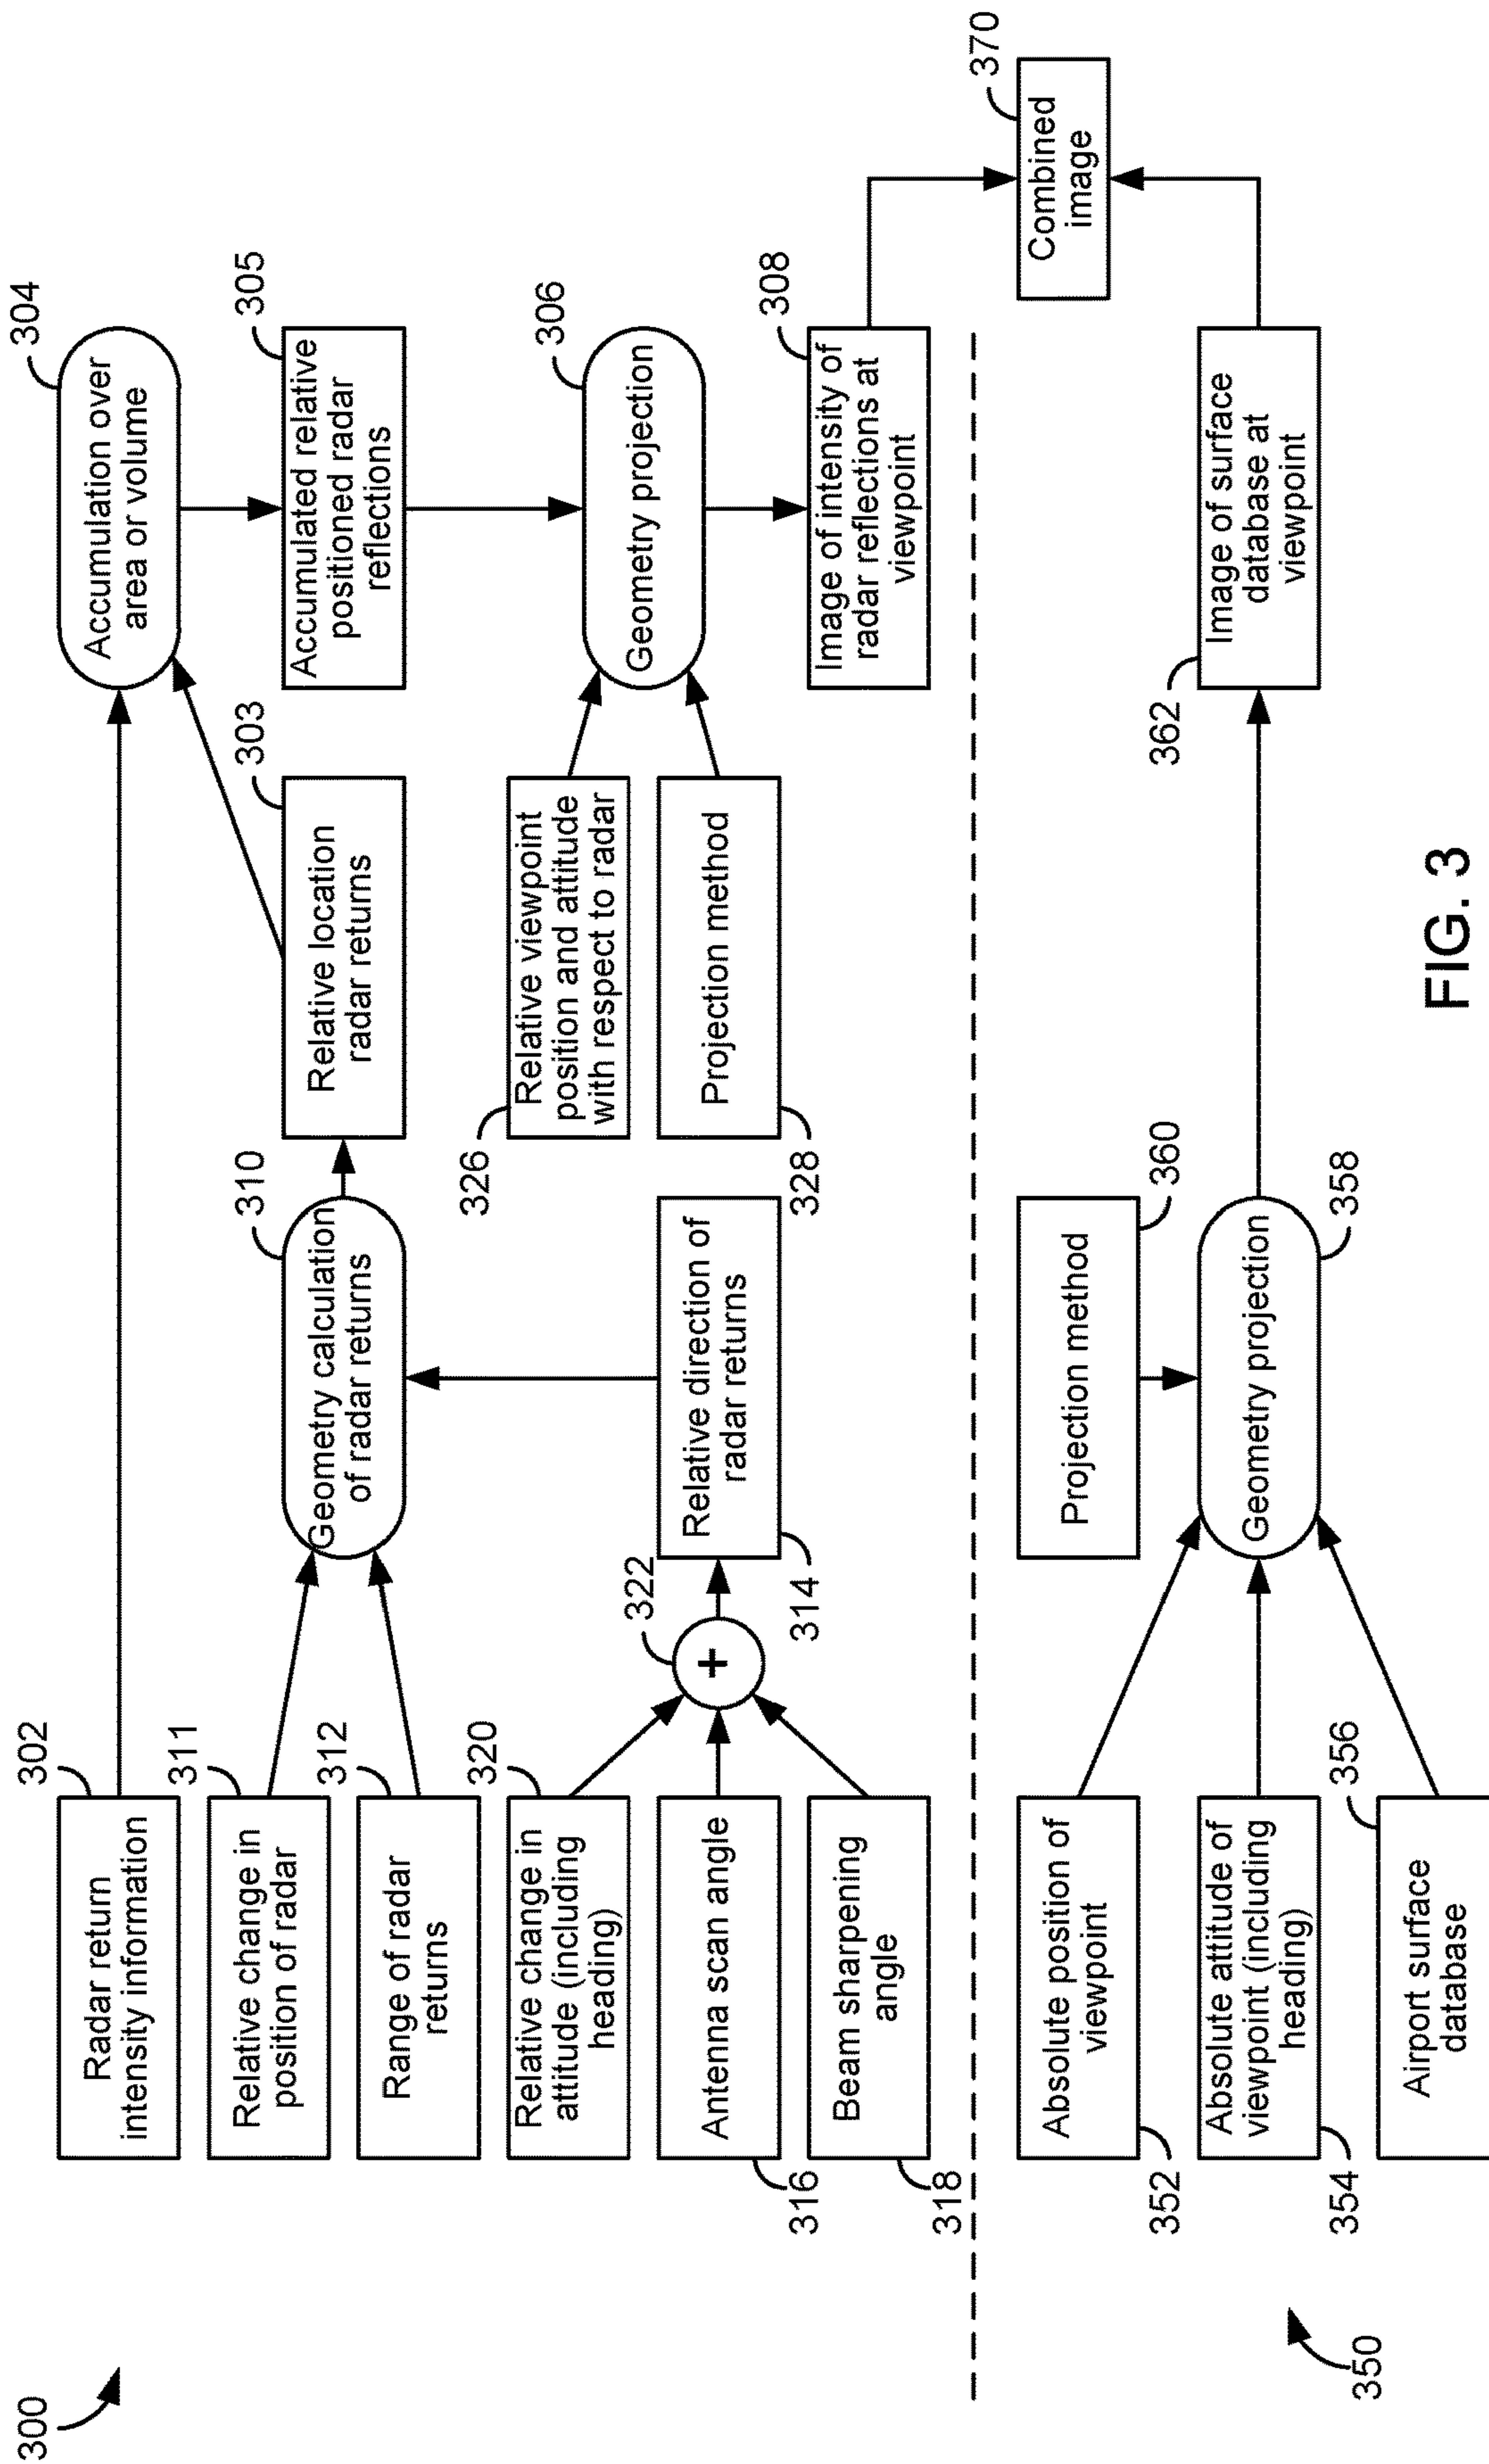 300
302
Radar return
intensity information
304
Accumulation over
area or volume
311
Relative change in
position of radar
310
Geometry calculation
of radar returns
303
Relative location
radar returns
305
Accumulated relative
positioned radar
reflections
312
Range of radar
returns
320
Relative change in
attitude (including
heading)
322
+
326
Relative viewpoint
position and attitude
with respect to radar
306
Geometry projection
316
Antenna scan angle
314
Relative direction of
radar returns
328
Projection method
318
Beam sharpening
angle
308
Image of intensity of
radar reflections at
viewpoint
350
352
Absolute position of
viewpoint
360
Projection method
370
Combined
image
354
Absolute attitude of
viewpoint (including
heading)
358
Geometry projection
362
Image of surface
database at
viewpoint
356
Airport surface
database
FIG. 3